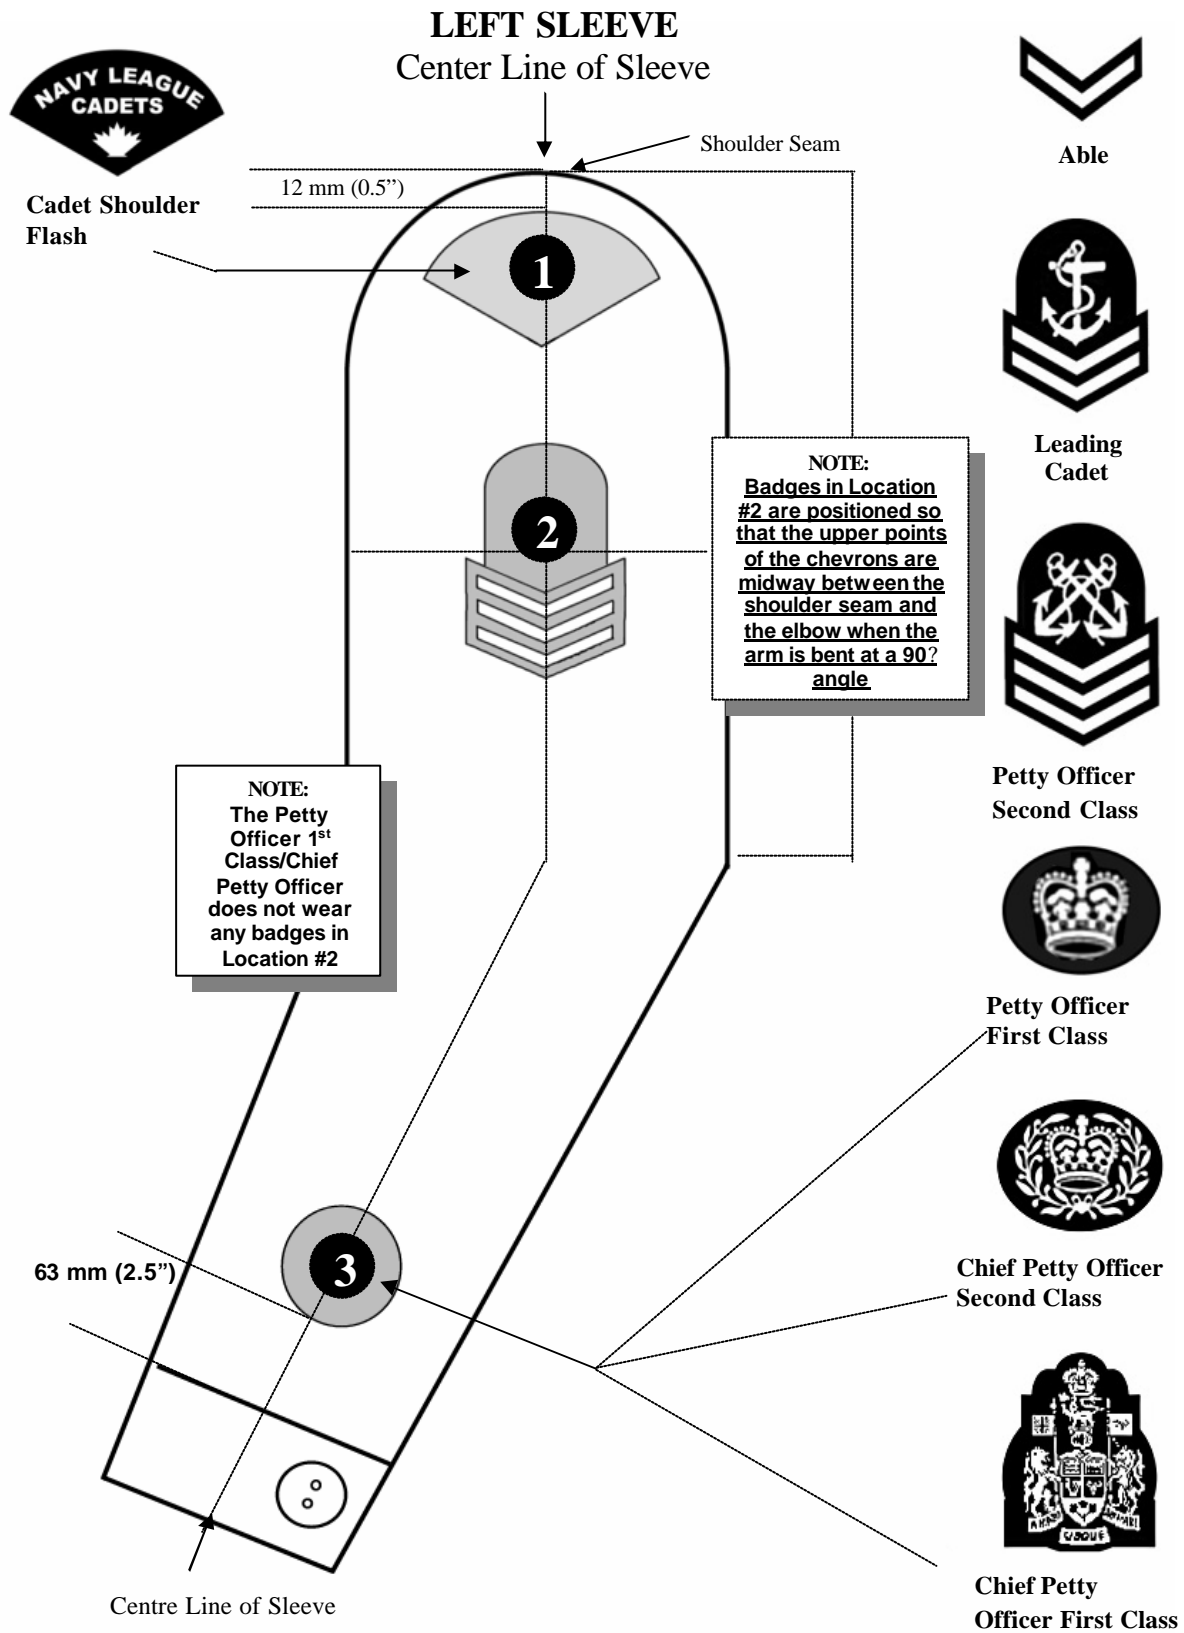 LEFT SLEEVE
Center Line of Sleeve
NAVY LEAGUE
CADETS
Cadet Shoulder
Flash
12 mm (0.5”)
Shoulder Seam
Able
1
Leading
Cadet
2
NOTE:
Badges in Location
#2 are positioned so
that the upper points
of the chevrons are
midway between the
shoulder seam and
the elbow when the
arm is bent at a 90?
angle
Petty Officer
Second Class
NOTE:
The Petty
Officer 1st
Class/Chief
Petty Officer
does not wear
any badges in
Location #2
Petty Officer
First Class
3
63 mm (2.5”)
Chief Petty Officer
Second Class
Chief Petty
Officer First Class
Centre Line of Sleeve